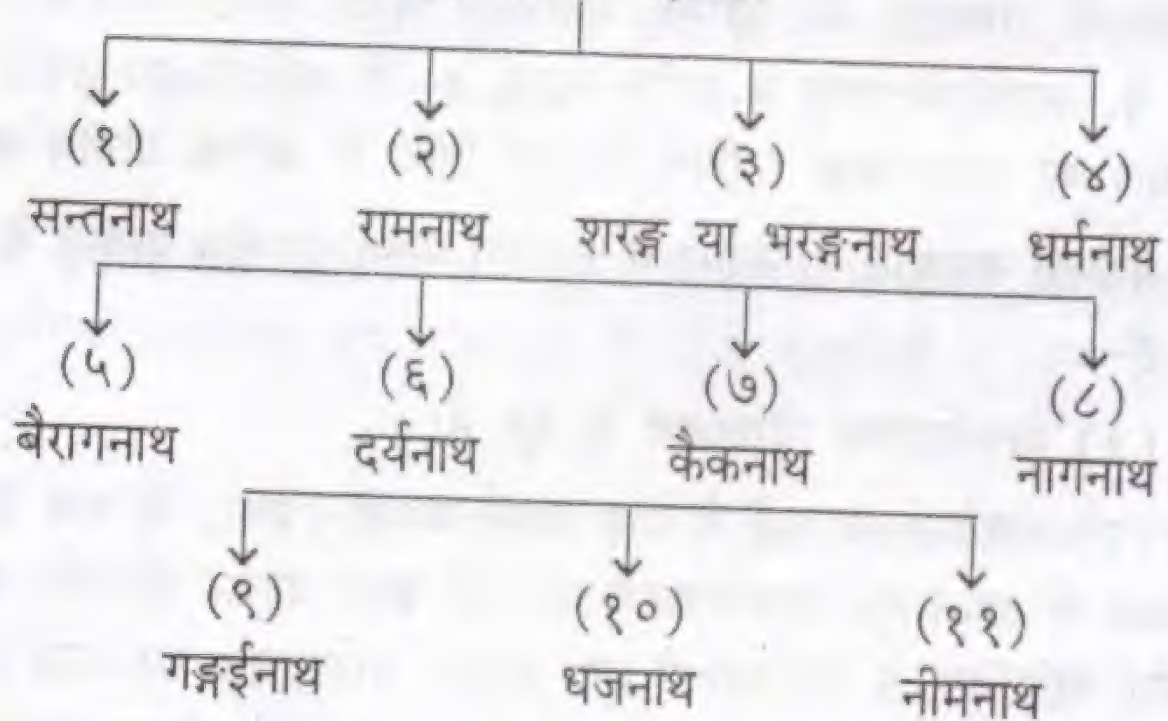 (१) (२) (३) (४)
सन्तनाथ रामनाथ शरङ्ग या भरङ्गनाथ धर्मनाथ
(५) (६) (७) (८)
बैरागनाथ दर्यनाथ कैकनाथ नागनाथ
(९) (१०) (११)
गङ्गईनाथ धजनाथ नीमनाथ